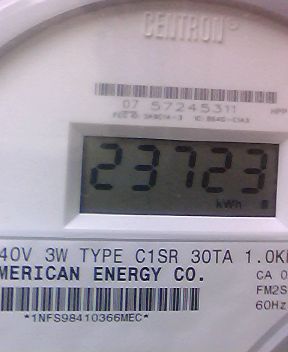 CENTRON®
07 57245311
23723
kWh
40V 3W TYPE C1SR 30TA 1.0K
MERICAN ENERGY CO.
CA 0
FM2S
60Hz
*1NFS98410366MEC*